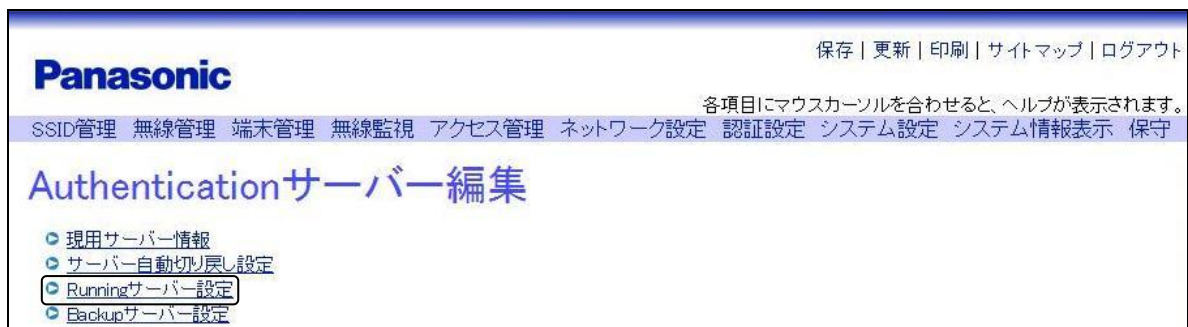 保存 | 更新 | 印刷 | サイトマップ | ログアウト
Panasonic
各項目にマウスカーソルを合わせると、ヘルプが表示されます。
SSID管理 無線管理 端末管理 無線監視 アクセス管理 ネットワーク設定 認証設定 システム設定 システム情報表示 保守
Authenticationサーバー編集
現用サーバー情報
サーバー自動切り戻し設定
Runningサーバー設定
Backupサーバー設定